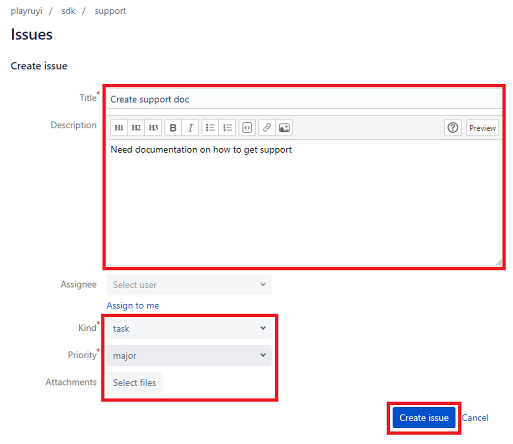 playruyi / sdk / support
Issues
Create issue
Title* Create support doc
Description H1 H2 H3 B I Preview
Need documentation on how to get support
Assignee Select user
Assign to me
Kind* task
Priority* major
Attachments Select files
Create issue Cancel